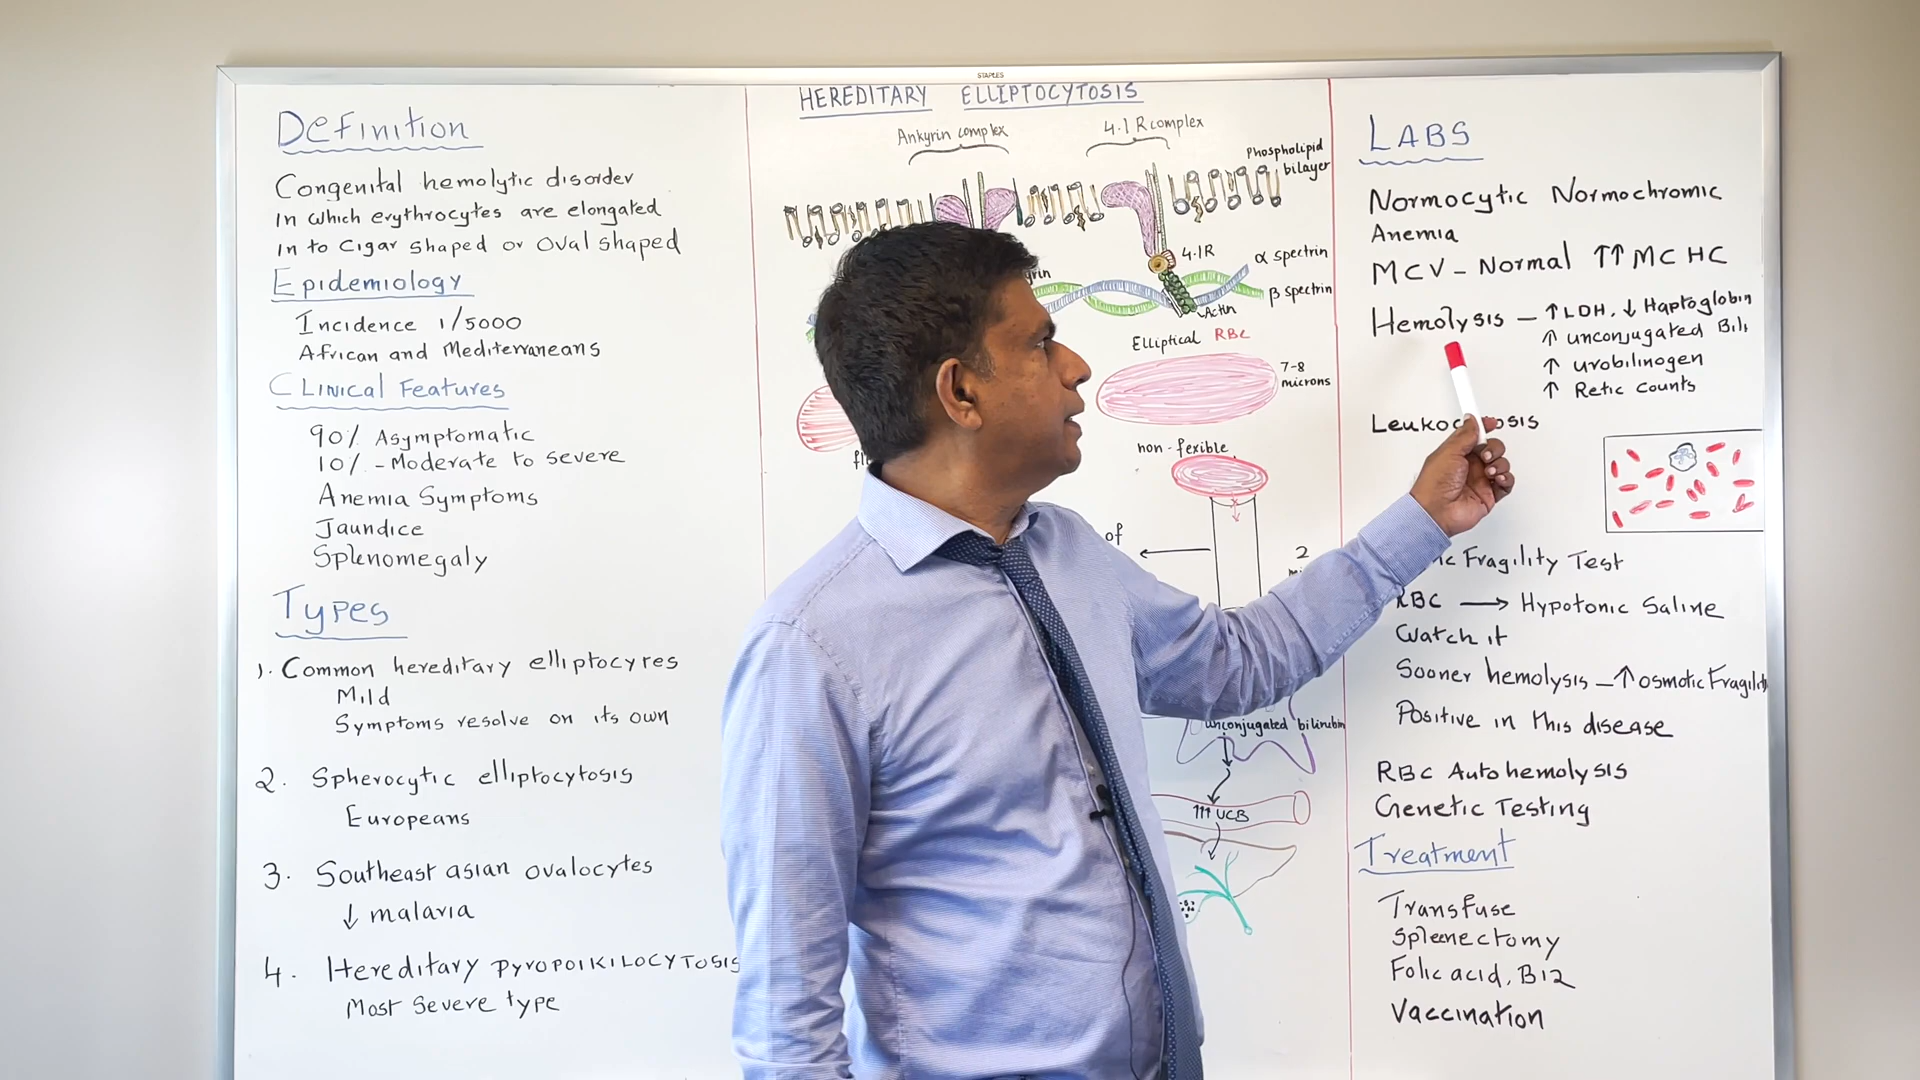 STAPLES
Definition
Congenital hemolytic disorder
In which erythrocytes are elongated
In to Cigar shaped or Oval shaped
Epidemiology
Incidence 1/5000
African and Mediterraneans
Clinical Features
90% Asymptomatic
10% - Moderate to severe
Anemia Symptoms
Jaundice
Splenomegaly
Types
1. Common hereditary elliptocyres
Mild
Symptoms resolve on its own
2. Spherocytic elliptocytosis
Europeans
3. Southeast asian ovalocytes
↓ malaria
4. Hereditary PYROPOIKILOCYTOSIS
Most severe type
HEREDITARY ELLIPTOCYTOSIS
Ankyrin complex
4.1 R complex
Phospholipid
bilayer
4.1R
α spectrin
β spectrin
Actin
Elliptical RBC
7-8
microns
non-fexible
of
2
unconjugated bilirubin
↑↑↑ UCB
LABS
Normocytic Normochromic
Anemia
MCV - Normal ↑↑ MCHC
Hemolysis - ↑ LDH, ↓ Haptoglobin
↑ unconjugated Bili
↑ urobilinogen
↑ Retic counts
Fragility Test
RBC → Hypotonic Saline
Watch it
Sooner hemolysis - ↑ osmotic Fragility
Positive in this disease
RBC Autohemolysis
Genetic Testing
Treatment
Transfuse
Spleenectomy
Folic acid, B12
Vaccination